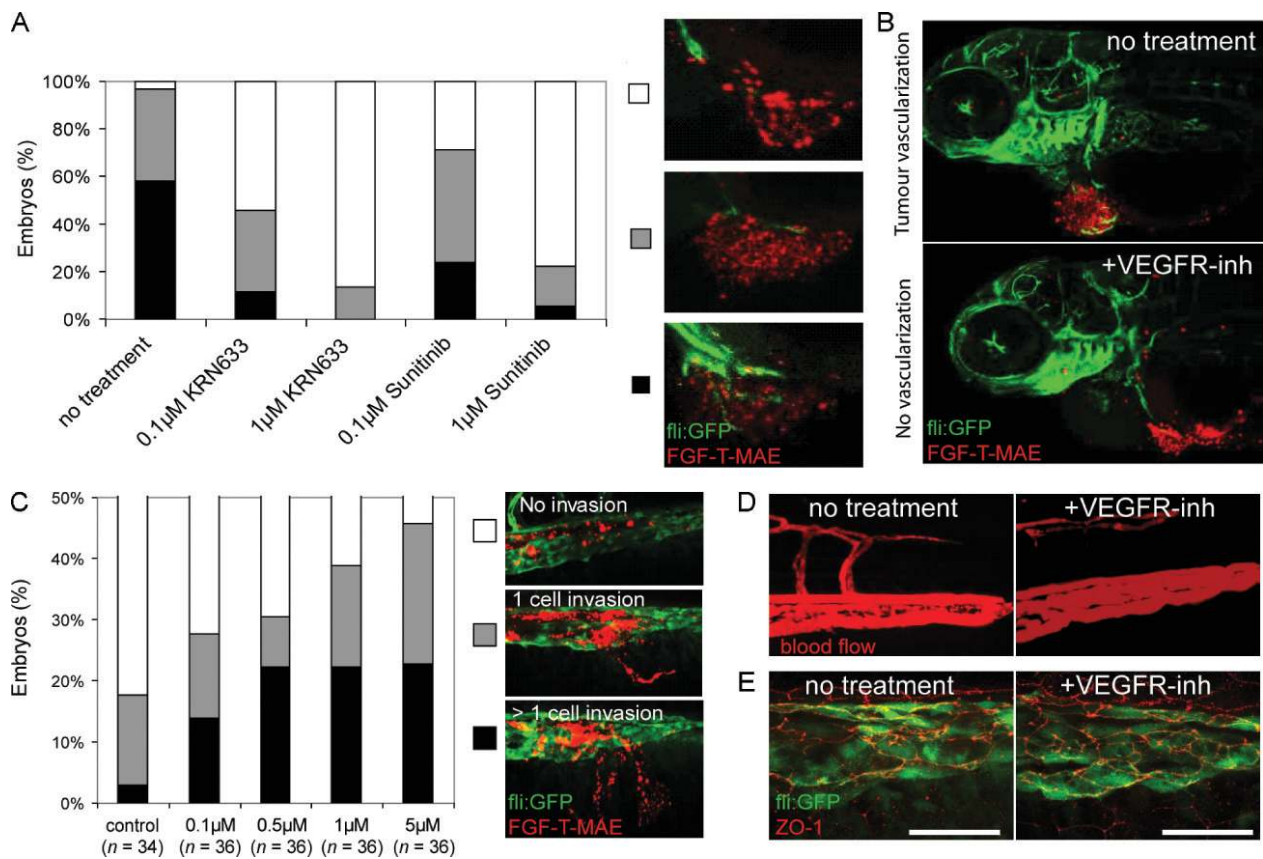 A
Embryos (%)
100%
80%
60%
40%
20%
0%
no treatment
0.1µM KRN633
1µM KRN633
0.1µM Sunitinib
1µM Sunitinib
fli:GFP
FGF-T-MAE
B
Tumour vascularization
no treatment
No vascularization
+VEGFR-inh
fli:GFP
FGF-T-MAE
C
Embryos (%)
50%
40%
30%
20%
10%
0%
control
(n = 34)
0.1µM
(n = 36)
0.5µM
(n = 36)
1µM
(n = 36)
5µM
(n = 36)
No invasion
1 cell invasion
> 1 cell invasion
fli:GFP
FGF-T-MAE
D
no treatment
+VEGFR-inh
blood flow
E
no treatment
+VEGFR-inh
fli:GFP
ZO-1